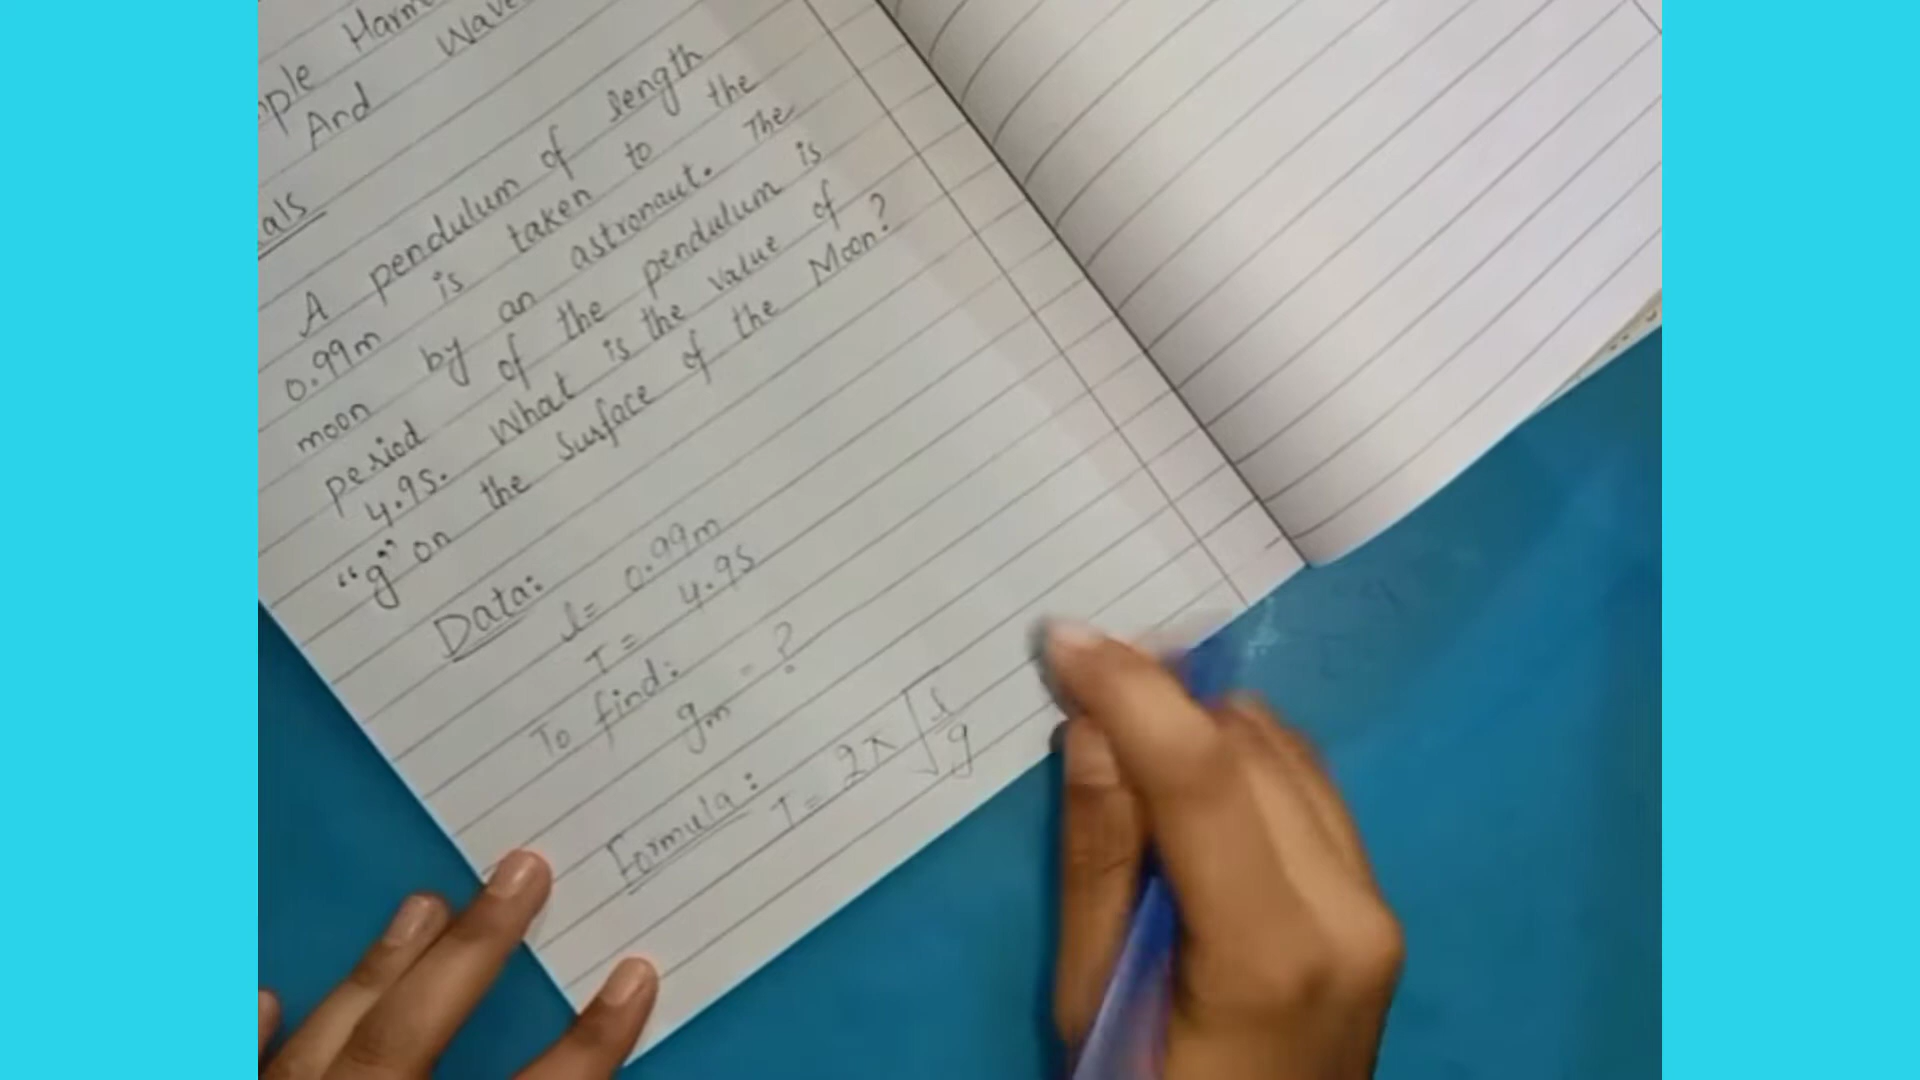 Harm
And Wave
A pendulum of length
0.99m is taken to the
moon by an astronaut. The
period of the pendulum is
4.9s. What is the value of
"g" on the surface of the Moon?
Data:
l = 0.99m
T = 4.9s
To find:
gm = ?
Formula:
T = 2π √l/g